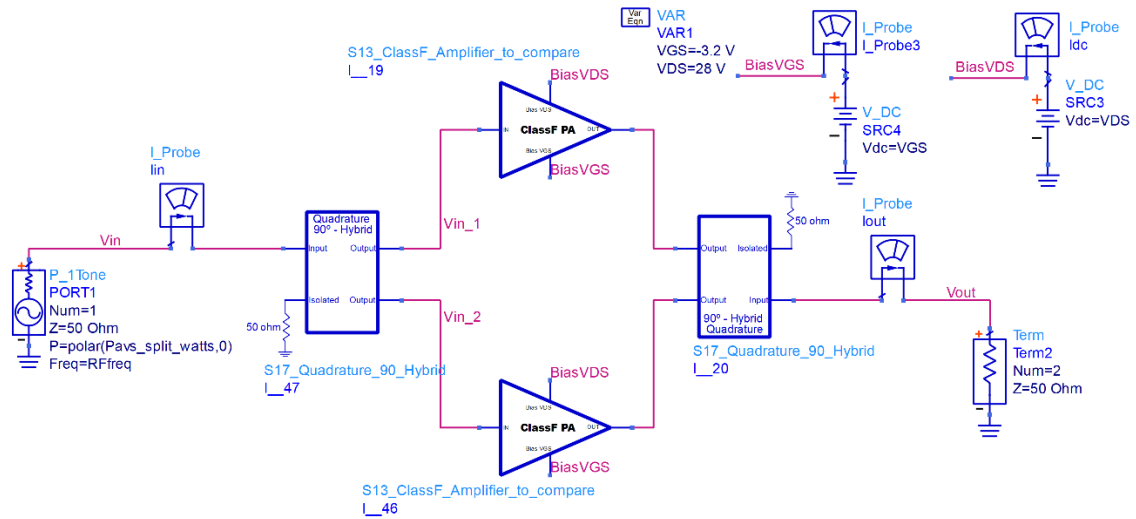 Var
Eqn
VAR
VAR1
VGS=-3.2 V
VDS=28 V
I_Probe
I_Probe3
BiasVGS
V_DC
SRC4
Vdc=VGS
I_Probe
Idc
BiasVDS
V_DC
SRC3
Vdc=VDS
S13_ClassF_Amplifier_to_compare
I__19
BiasVDS
Bias VDS
IN
ClassF PA
OUT
Bias VGS
BiasVGS
I_Probe
Iin
Vin
P_1Tone
PORT1
Num=1
Z=50 Ohm
P=polar(Pavs_split_watts,0)
Freq=RFfreq
Quadrature
90º - Hybrid
Input
Output
Isolated
Output
50 ohm
S17_Quadrature_90_Hybrid
I__47
Vin_1
Vin_2
50 ohm
Output
Isolated
Output
Input
90º - Hybrid
Quadrature
S17_Quadrature_90_Hybrid
I__20
I_Probe
Iout
Vout
Term
Term2
Num=2
Z=50 Ohm
BiasVDS
Bias VDS
IN
ClassF PA
OUT
Bias VGS
BiasVGS
S13_ClassF_Amplifier_to_compare
I__46